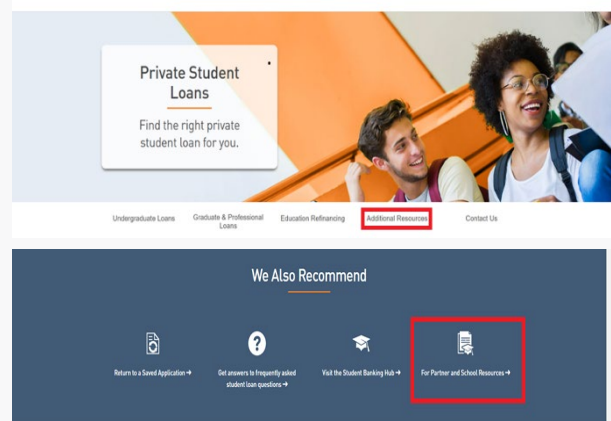 Private Student
Loans
Find the right private
student loan for you.
Undergraduate Loans
Graduate & Professional
Loans
Education Refinancing
Additional Resources
Contact Us
We Also Recommend
Return to a Saved Application →
Get answers to frequently asked
student loan questions →
Visit the Student Banking Hub →
For Partner and School Resources →